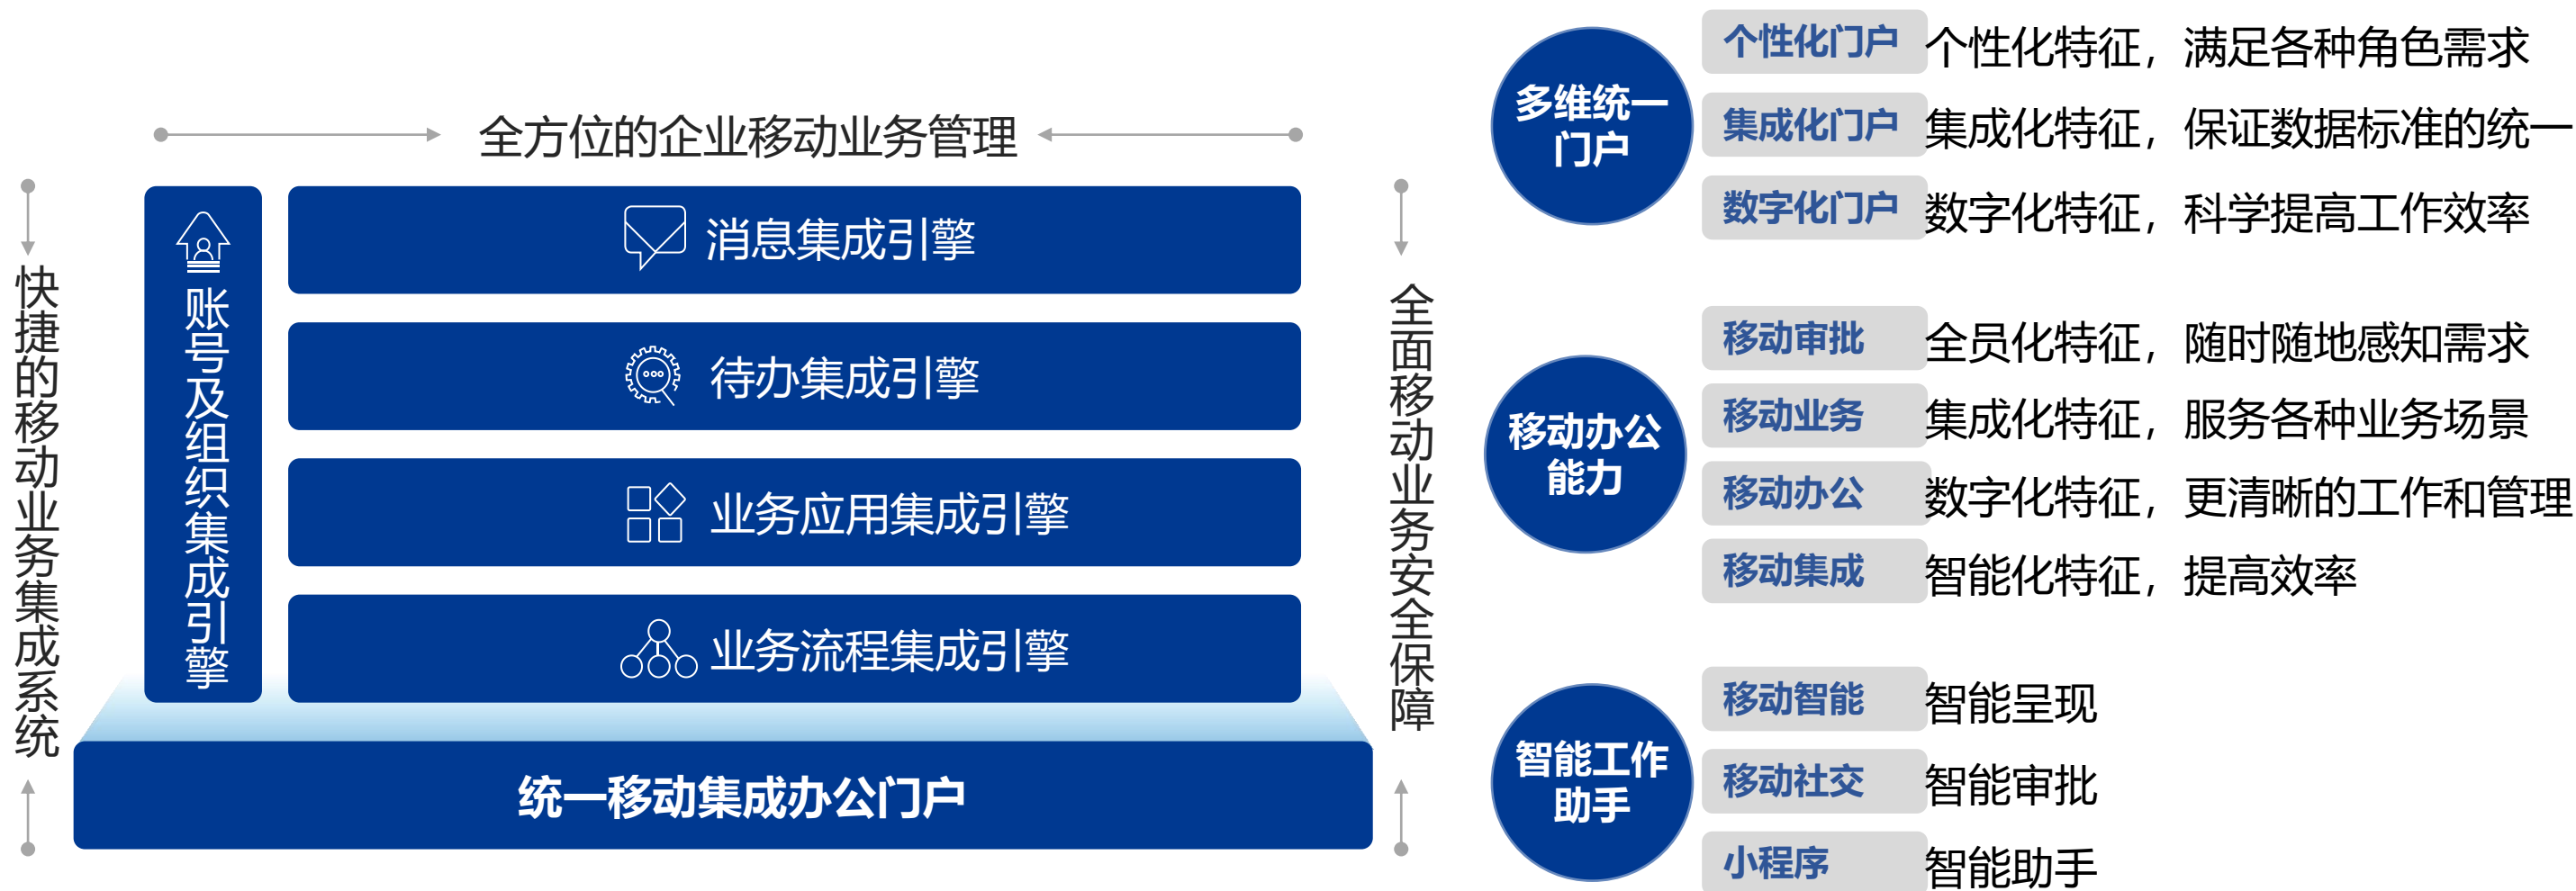 全方位的企业移动业务管理
快捷的移动业务集成系统
账号及组织集成引擎
消息集成引擎
待办集成引擎
业务应用集成引擎
业务流程集成引擎
统一移动集成办公门户
全面移动业务安全保障
多维统一
门户
个性化门户 个性化特征，满足各种角色需求
集成化门户 集成化特征，保证数据标准的统一
数字化门户 数字化特征，科学提高工作效率
移动办公
能力
移动审批 全员化特征，随时随地感知需求
移动业务 集成化特征，服务各种业务场景
移动办公 数字化特征，更清晰的工作和管理
移动集成 智能化特征，提高效率
智能工作
助手
移动智能 智能呈现
移动社交 智能审批
小程序 智能助手